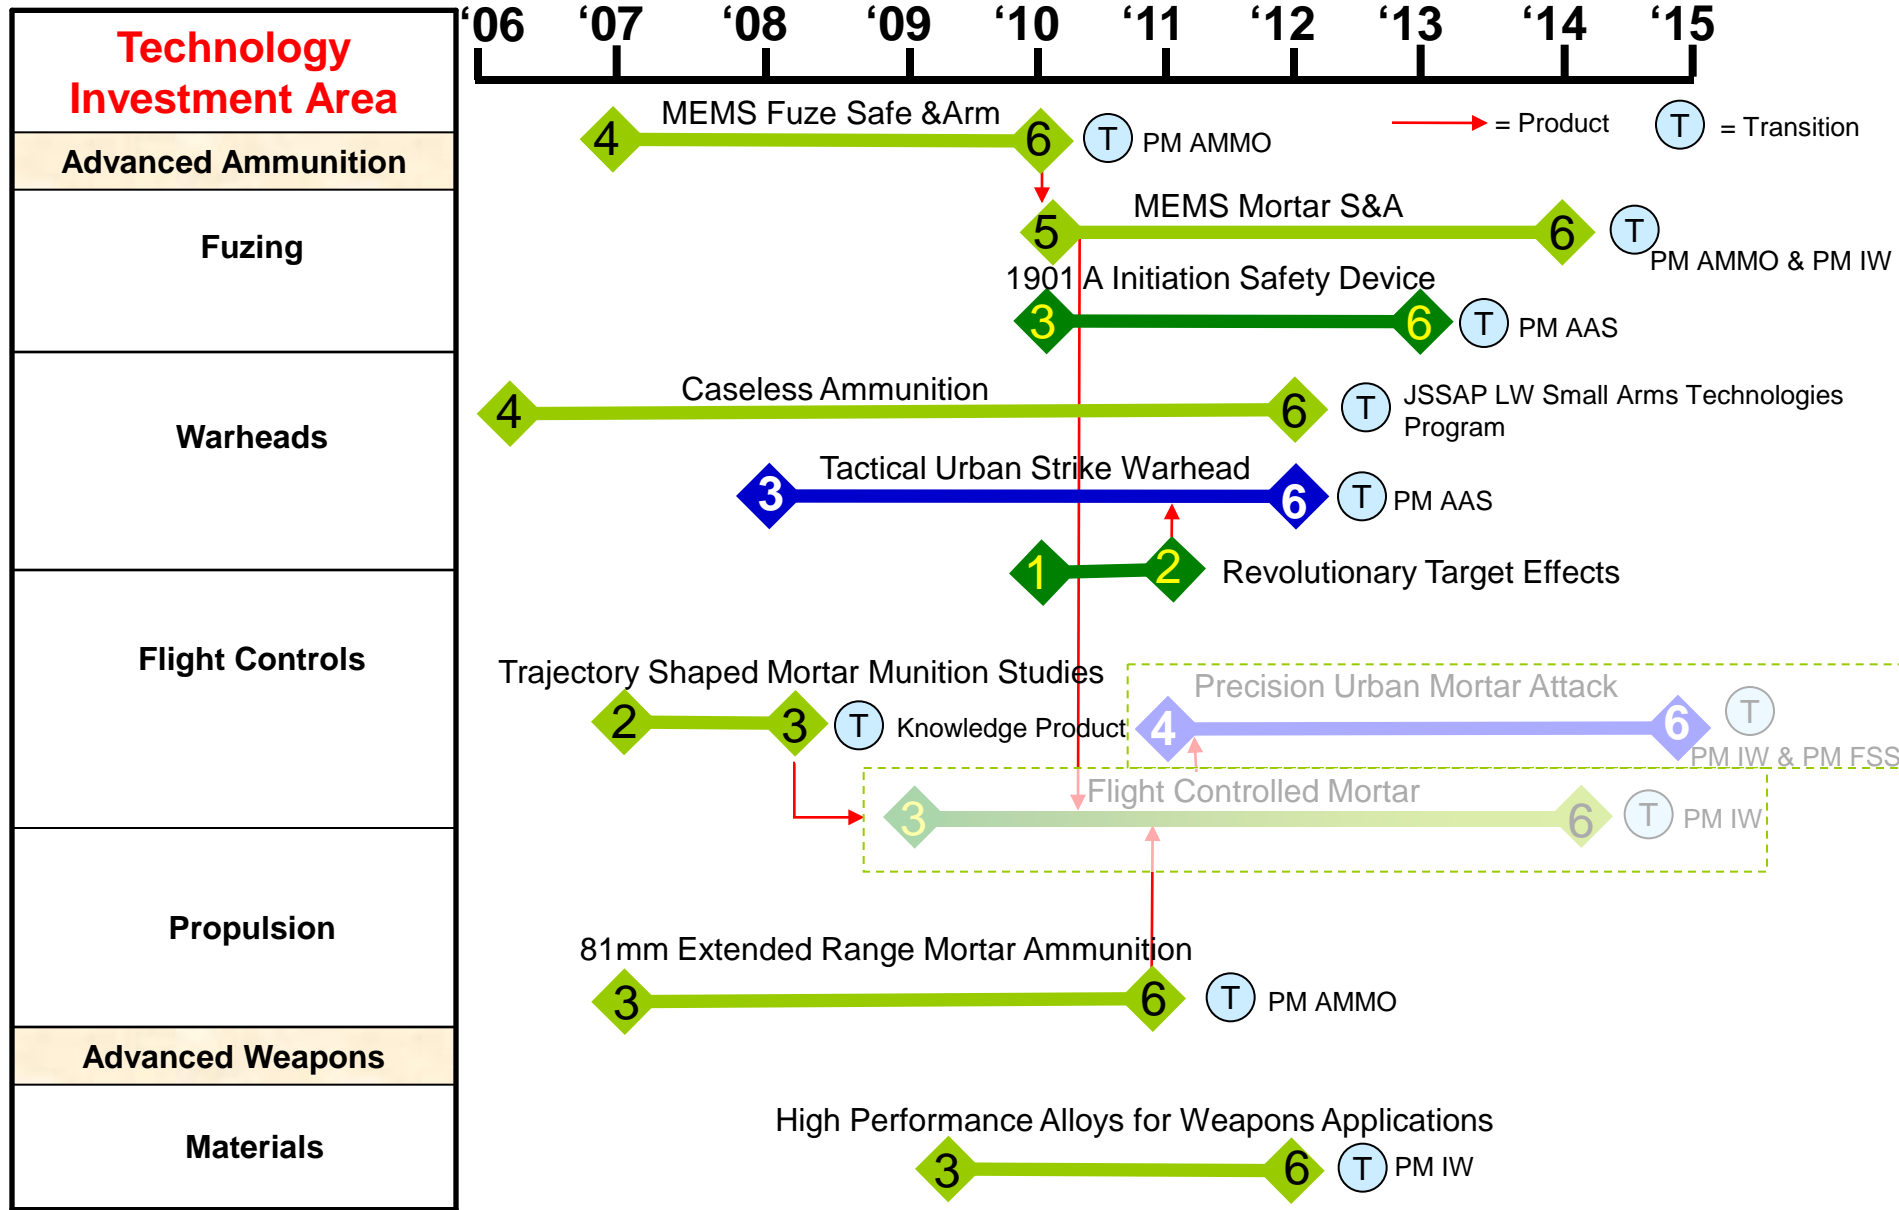 ‘06 ‘07 ‘08 ‘09 ‘10 ‘11 ‘12 ‘13 ‘14 ‘15
Technology
Investment Area
MEMS Fuze Safe &Arm
4 6 T PM AMMO
= Product T = Transition
Advanced Ammunition
Fuzing
MEMS Mortar S&A
5 6 T
PM AMMO & PM IW
1901 A Initiation Safety Device
3 6 T PM AAS
Warheads
Caseless Ammunition
4 6 T JSSAP LW Small Arms Technologies
Program
Tactical Urban Strike Warhead
3 6 T PM AAS
1 2 Revolutionary Target Effects
Flight Controls
Trajectory Shaped Mortar Munition Studies
2 3 T Knowledge Product
Precision Urban Mortar Attack
4 6 T
PM IW & PM FSS
Flight Controlled Mortar
3 6 T PM IW
Propulsion
81mm Extended Range Mortar Ammunition
3 6 T PM AMMO
Advanced Weapons
Materials
High Performance Alloys for Weapons Applications
3 6 T PM IW